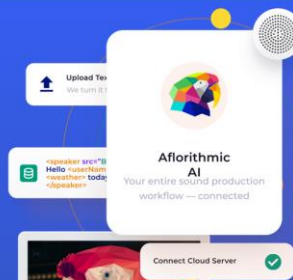 Upload Tex
We turn it t
<speaker src="B
Hello <userNam
<weather> today
</speaker>
Aflorithmic
AI
Your entire sound production
workflow — connected
Connect Cloud Server